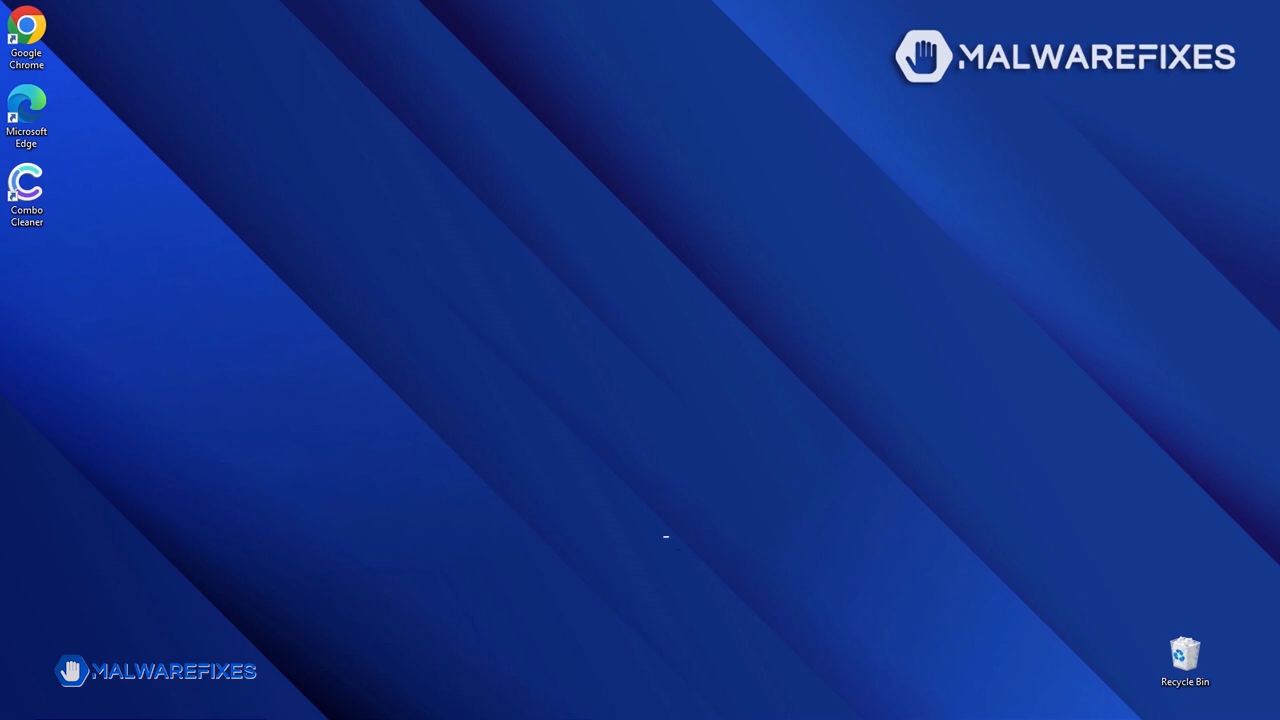 Google
Chrome
MALWAREFIXES
Microsoft
Edge
Combo
Cleaner
MALWAREFIXES
Recycle Bin